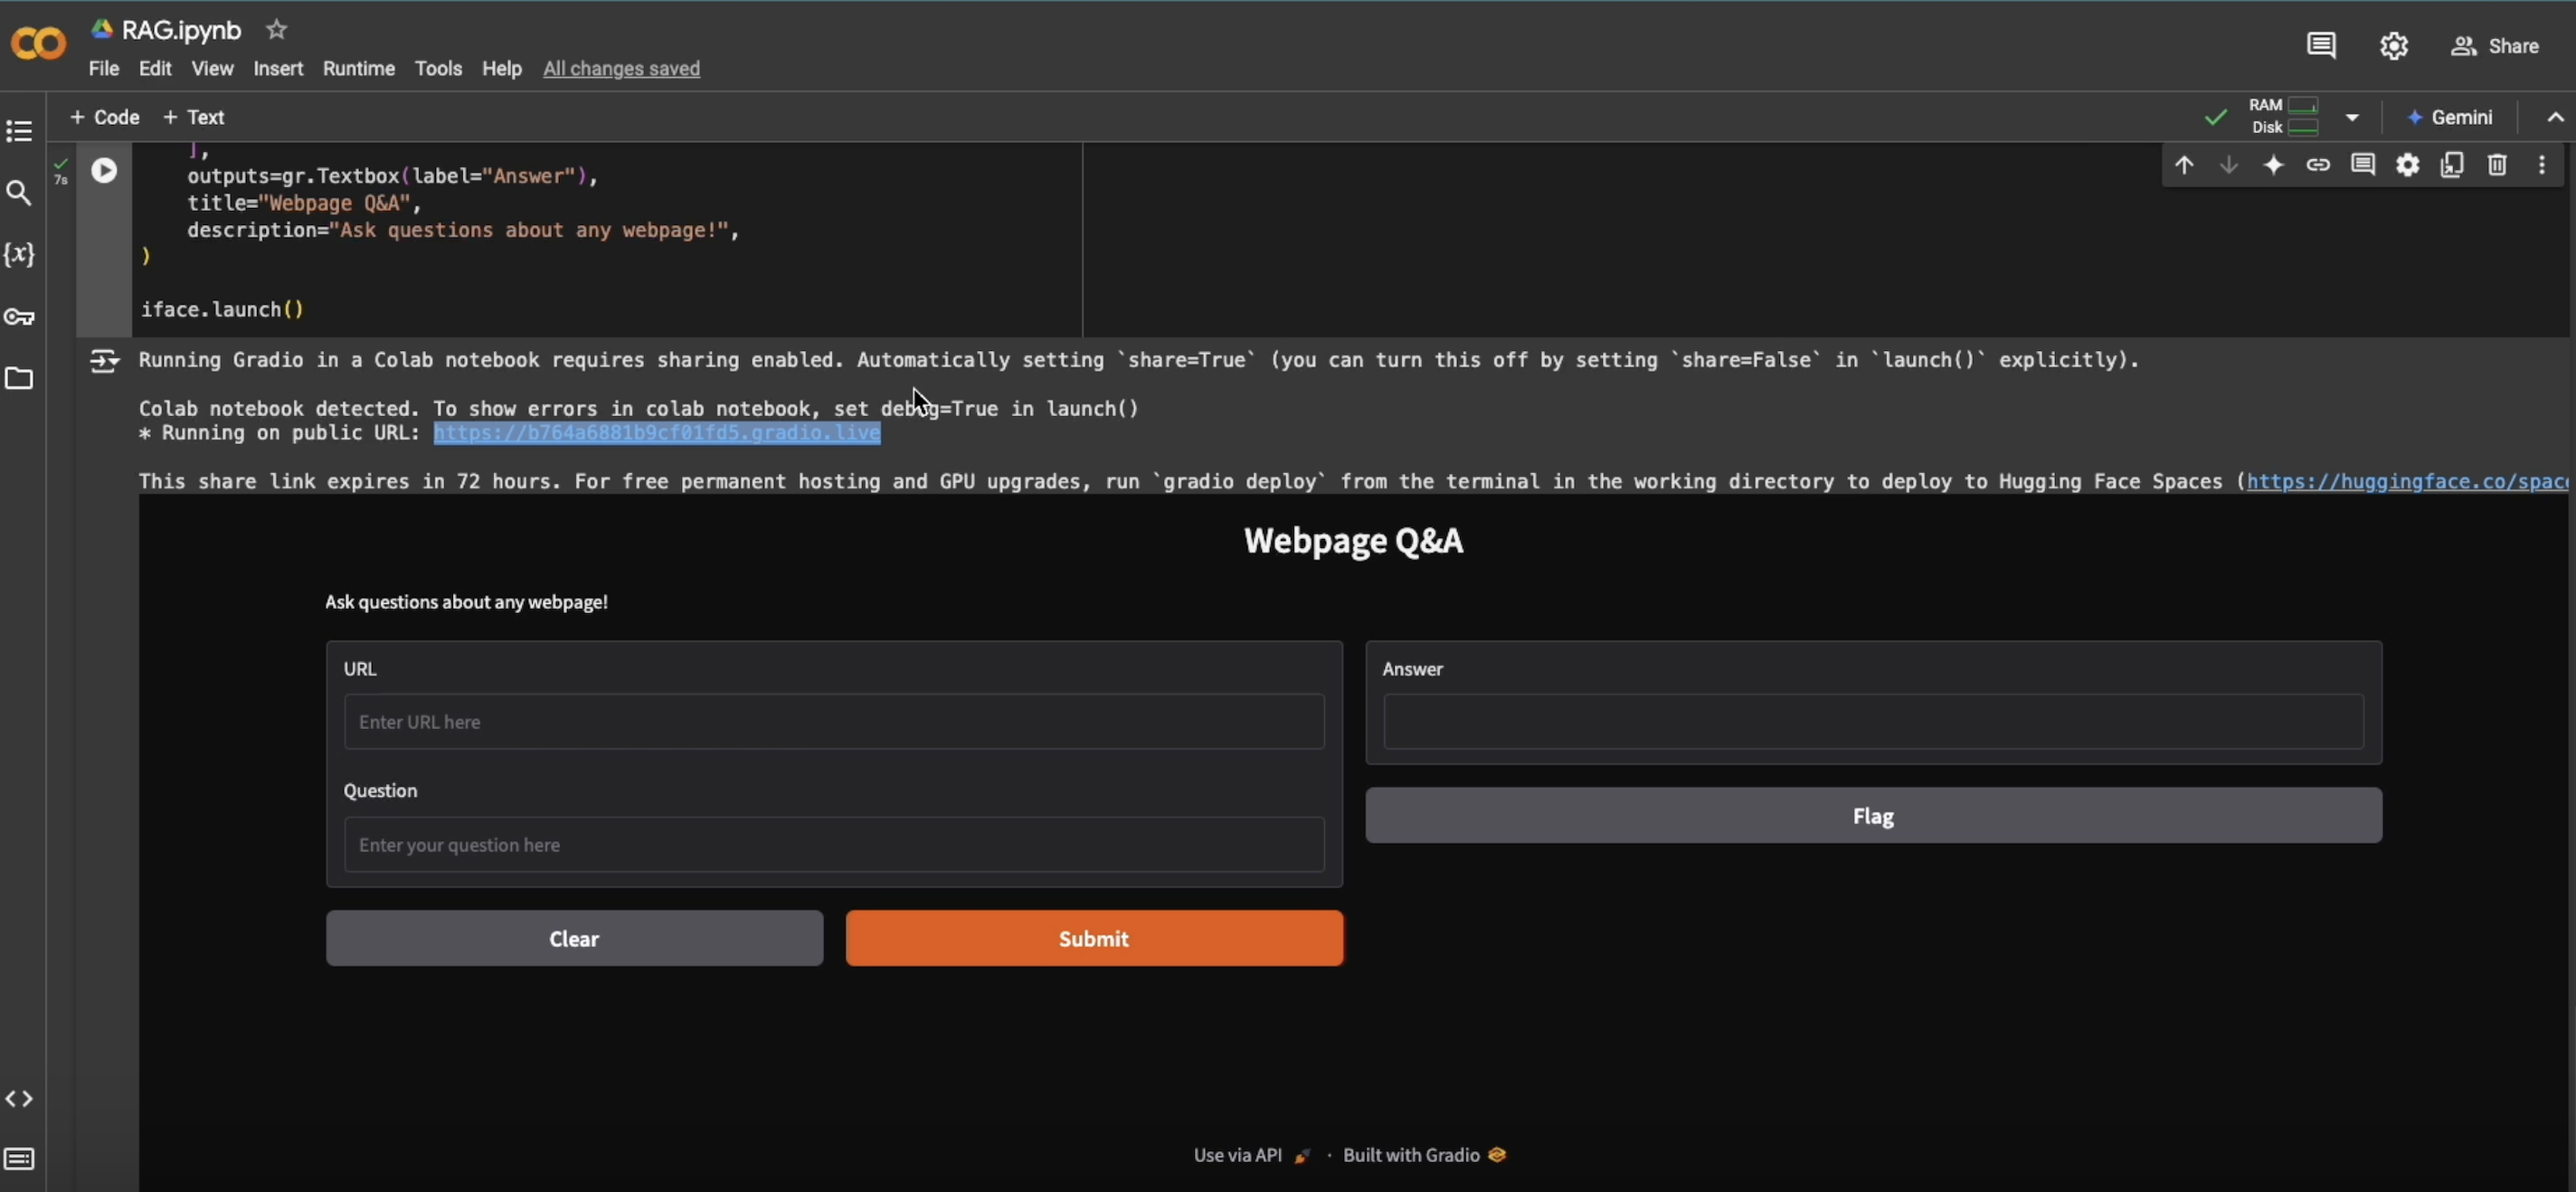 RAG.ipynb
File Edit View Insert Runtime Tools Help All changes saved
Share
+ Code + Text
RAM
Disk
Gemini
7s
],
outputs=gr.Textbox(label="Answer"),
title="Webpage Q&A",
description="Ask questions about any webpage!",
)
iface.launch()
Running Gradio in a Colab notebook requires sharing enabled. Automatically setting `share=True` (you can turn this off by setting `share=False` in `launch()` explicitly).
Colab notebook detected. To show errors in colab notebook, set debug=True in launch()
* Running on public URL: https://b764a6881b9cf01fd5.gradio.live
This share link expires in 72 hours. For free permanent hosting and GPU upgrades, run `gradio deploy` from the terminal in the working directory to deploy to Hugging Face Spaces (https://huggingface.co/spac
Webpage Q&A
Ask questions about any webpage!
URL
Enter URL here
Question
Enter your question here
Clear
Submit
Answer
Flag
Use via API · Built with Gradio